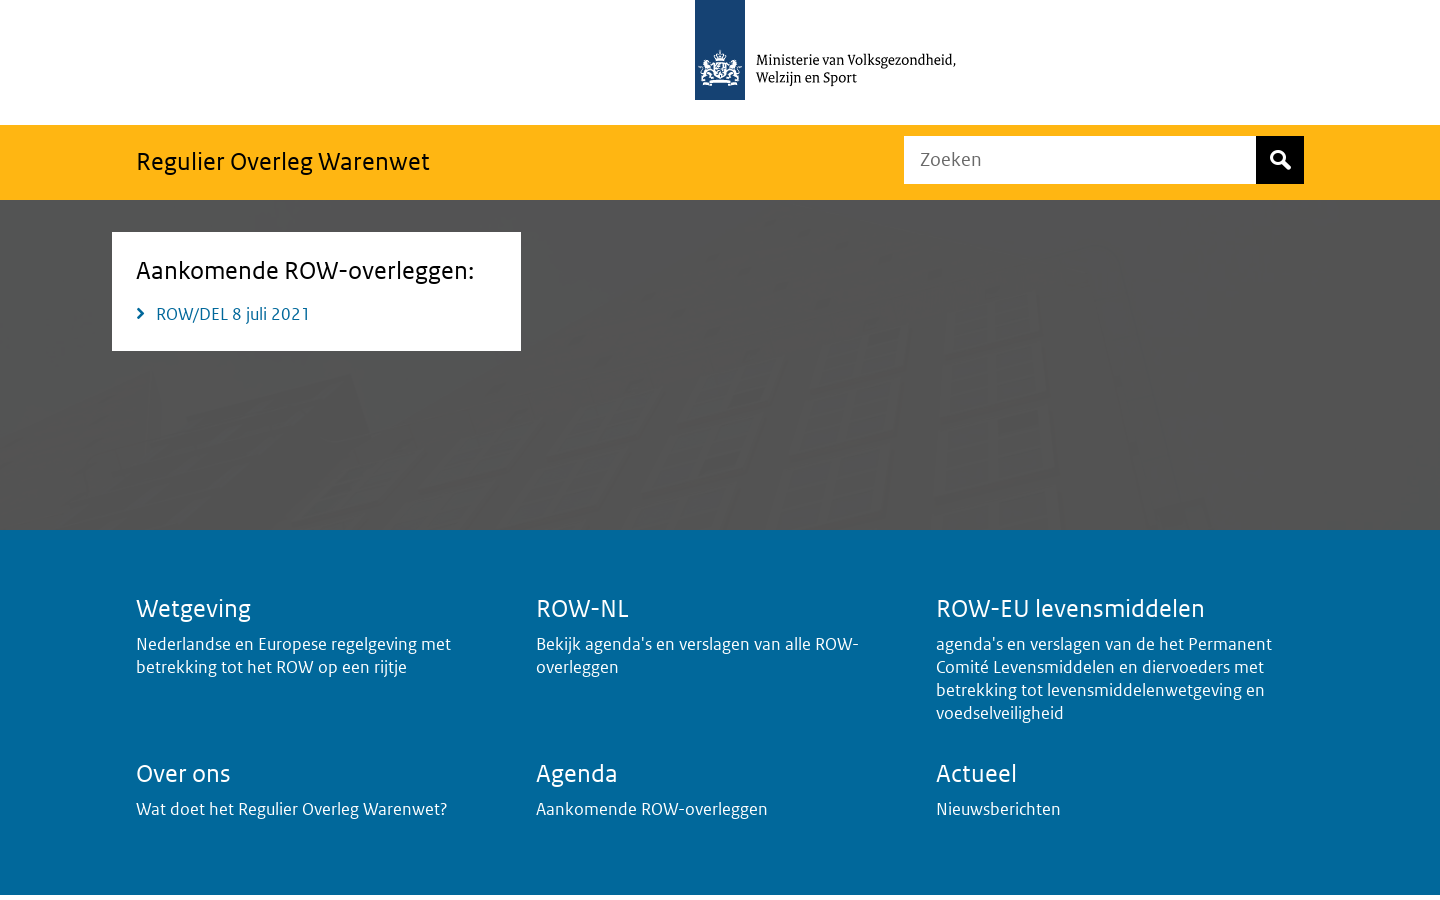 Ministerie van Volksgezondheid,
Welzijn en Sport
Regulier Overleg Warenwet
Zoeken
Aankomende ROW-overleggen:
ROW/DEL 8 juli 2021
Wetgeving
Nederlandse en Europese regelgeving met
betrekking tot het ROW op een rijtje
ROW-NL
Bekijk agenda's en verslagen van alle ROW-
overleggen
ROW-EU levensmiddelen
agenda's en verslagen van de het Permanent
Comité Levensmiddelen en diervoeders met
betrekking tot levensmiddelenwetgeving en
voedselveiligheid
Over ons
Wat doet het Regulier Overleg Warenwet?
Agenda
Aankomende ROW-overleggen
Actueel
Nieuwsberichten